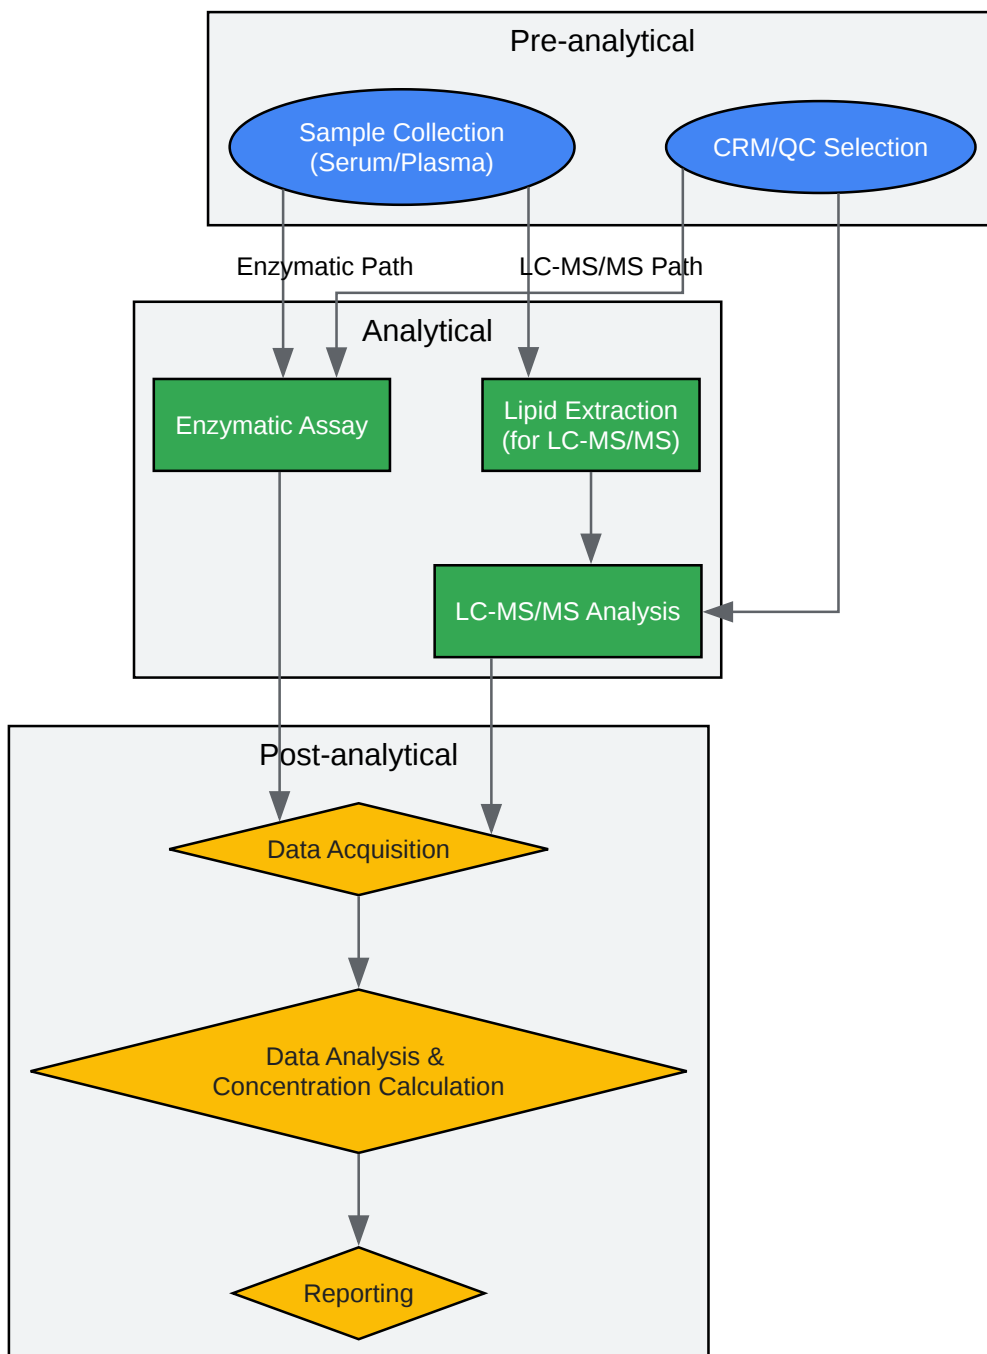 Pre-analytical
Sample Collection
(Serum/Plasma)
CRM/QC Selection
Enzymatic Path
LC-MS/MS Path
Analytical
Enzymatic Assay
Lipid Extraction
(for LC-MS/MS)
LC-MS/MS Analysis
Post-analytical
Data Acquisition
Data Analysis &
Concentration Calculation
Reporting